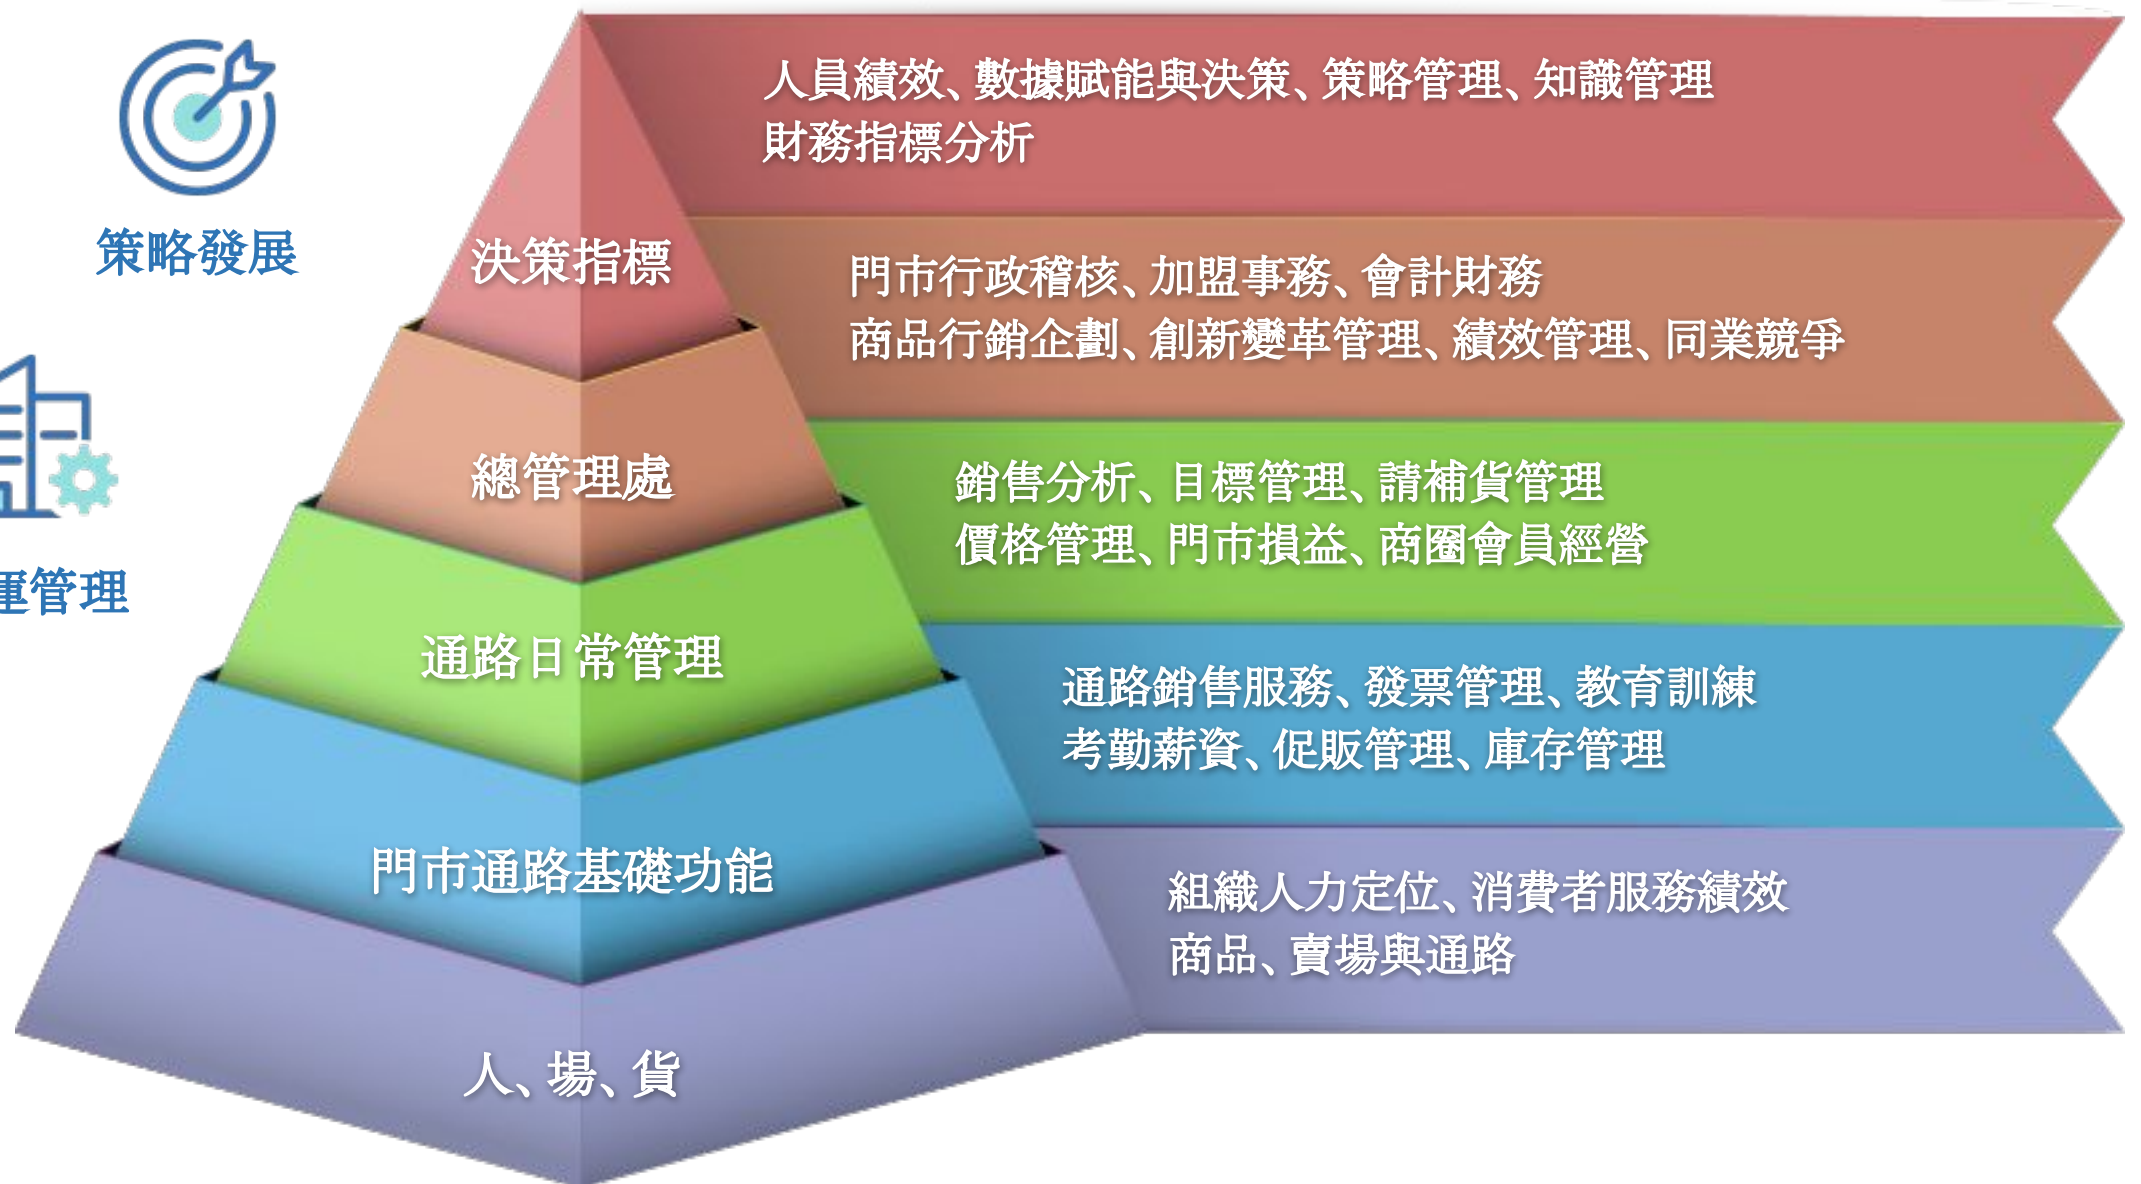 策略發展
人員績效、數據賦能與決策、策略管理、知識管理
財務指標分析
決策指標
門市行政稽核、加盟事務、會計財務
商品行銷企劃、創新變革管理、績效管理、同業競爭
總管理處
銷售分析、目標管理、請補貨管理
價格管理、門市損益、商圈會員經營
運管理
通路日常管理
通路銷售服務、發票管理、教育訓練
考勤薪資、促販管理、庫存管理
門市通路基礎功能
組織人力定位、消費者服務績效
商品、賣場與通路
人、場、貨